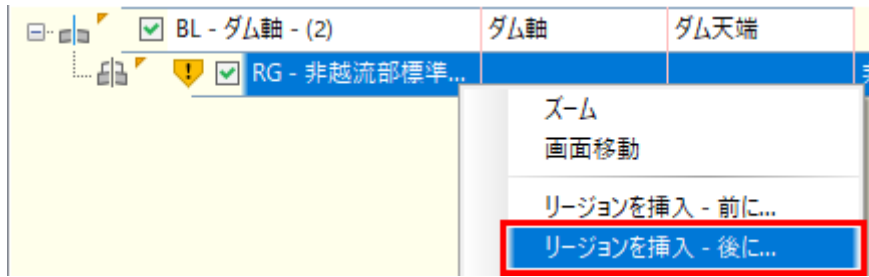 BL - ダム軸 - (2) ダム軸 ダム天端
RG - 非越流部標準...
ズーム
画面移動
リージョンを挿入 - 前に...
リージョンを挿入 - 後に...